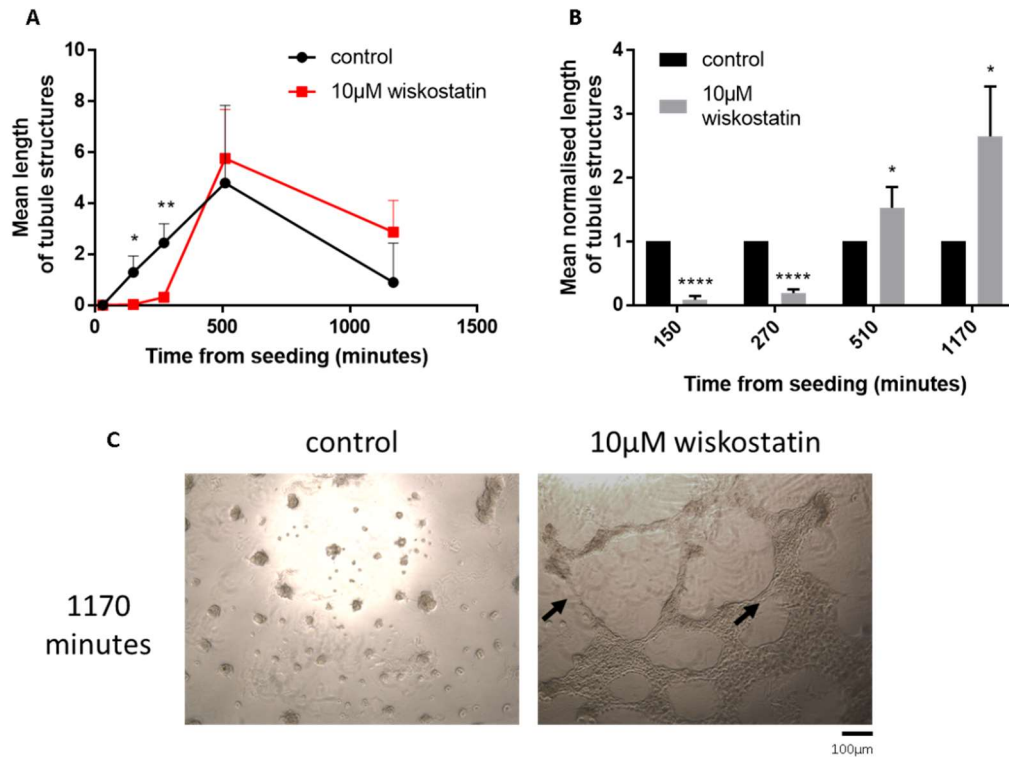 A
Mean length
of tubule structures
10
8
6
4
2
0
control
10µM wiskostatin
*
**
0
500
1000
1500
Time from seeding (minutes)
B
Mean normalised length
of tubule structures
4
3
2
1
0
control
10µM
wiskostatin
****
****
*
*
150
270
510
1170
Time from seeding (minutes)
C
control
10µM wiskostatin
1170
minutes
100µm